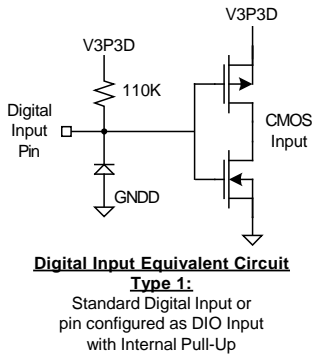 V3P3D
V3P3D
110K
Digital
Input
Pin
CMOS
Input
GNDD
Digital Input Equivalent Circuit
Type 1:
Standard Digital Input or
pin configured as DIO Input
with Internal Pull-Up